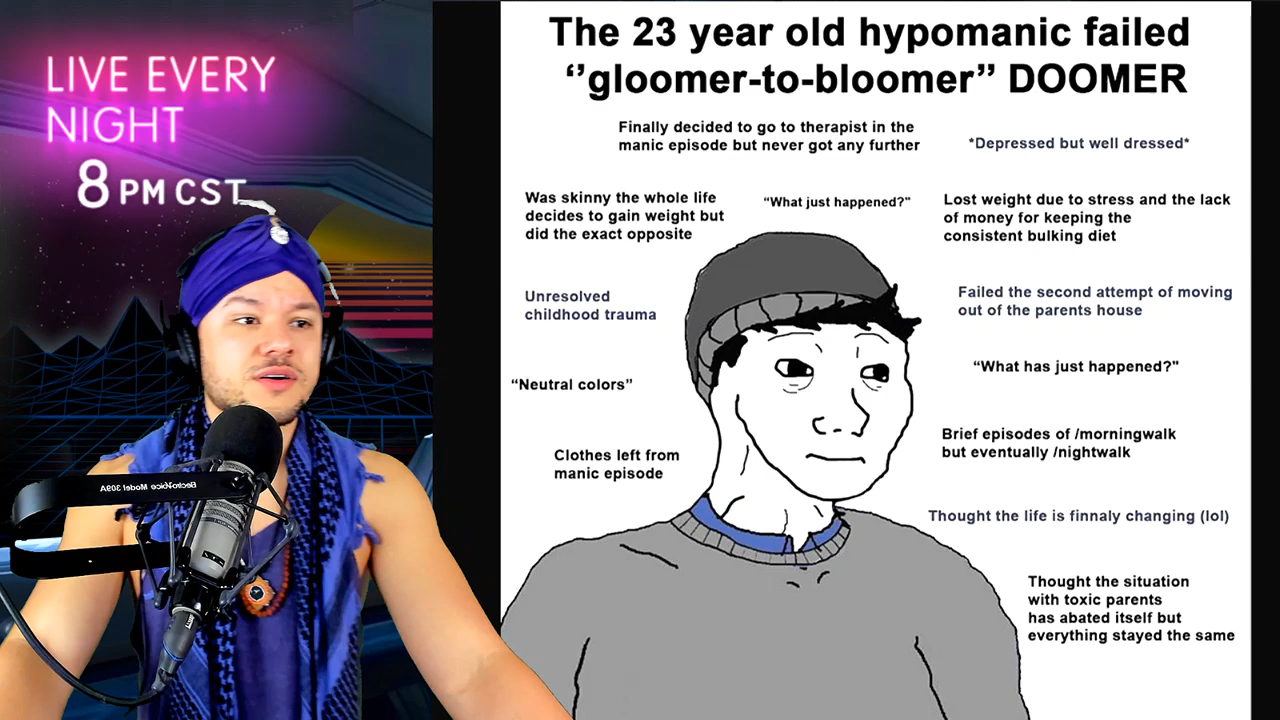 LIVE EVERY
NIGHT
8 PM CST
The 23 year old hypomanic failed
‘’gloomer-to-bloomer’’ DOOMER
Finally decided to go to therapist in the
manic episode but never got any further
*Depressed but well dressed*
Was skinny the whole life
decides to gain weight but
did the exact opposite
“What just happened?”
Lost weight due to stress and the lack
of money for keeping the
consistent bulking diet
Unresolved
childhood trauma
Failed the second attempt of moving
out of the parents house
“What has just happened?”
“Neutral colors”
Brief episodes of /morningwalk
but eventually /nightwalk
Clothes left from
manic episode
Thought the life is finnaly changing (lol)
Thought the situation
with toxic parents
has abated itself but
everything stayed the same
ElectroVoice Model 309A